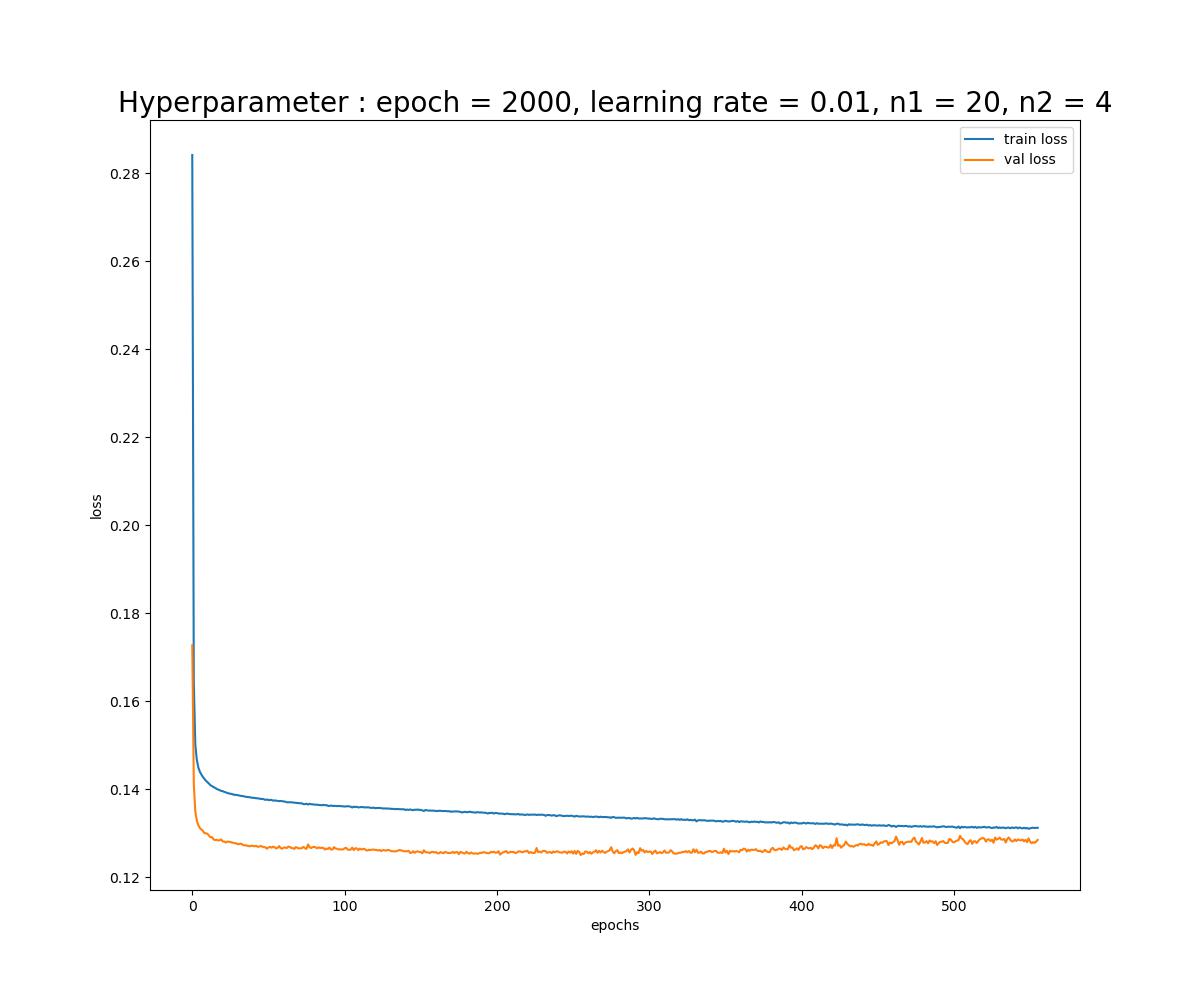 Hyperparameter : epoch = 2000, learning rate = 0.01, n1 = 20, n2 = 4
train loss
val loss
0.28
0.26
0.24
0.22
0.20
0.18
0.16
0.14
0.12
loss
0 100 200 300 400 500
epochs